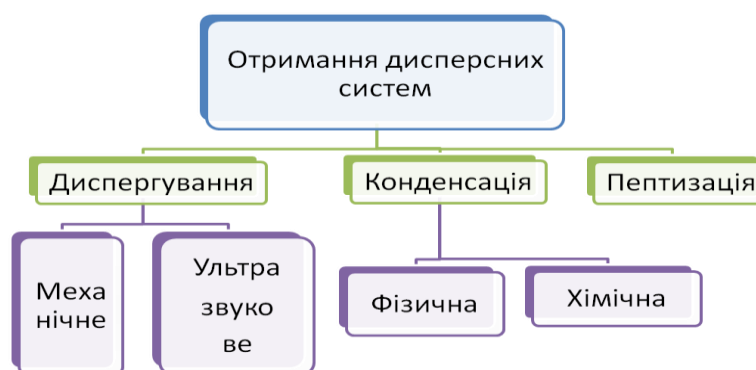 Отримання дисперсних
систем
Диспергування
Конденсація
Пептизація
Меха
нічне
Ультра
звуко
ве
Фізична
Хімічна